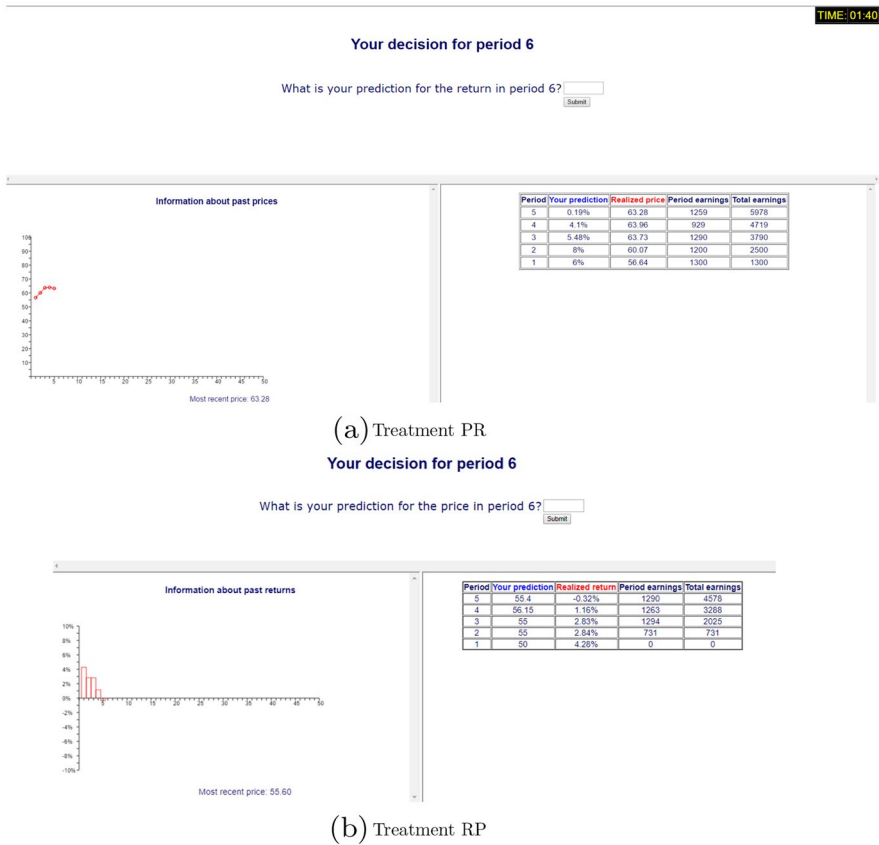 TIME: 01:40
Your decision for period 6
What is your prediction for the return in period 6?
Submit
Information about past prices
100
90
80
70
60
50
40
30
20
10
5 10 15 20 25 30 35 40 45 50
Most recent price: 63.28
Period Your prediction Realized price Period earnings Total earnings
5 0.19% 63.28 1259 5978
4 4.1% 63.96 929 4719
3 5.48% 63.73 1290 3790
2 8% 60.07 1200 2500
1 6% 56.64 1300 1300
(a) Treatment PR
Your decision for period 6
What is your prediction for the price in period 6?
Submit
Information about past returns
10%
8%
6%
4%
2%
0%
-2%
-4%
-6%
-8%
-10%
5 10 15 20 25 30 35 40 45 50
Most recent price: 55.60
Period Your prediction Realized return Period earnings Total earnings
5 55.4 -0.32% 1290 4578
4 56.15 1.16% 1263 3288
3 55 2.83% 1294 2025
2 55 2.84% 731 731
1 50 4.28% 0 0
(b) Treatment RP